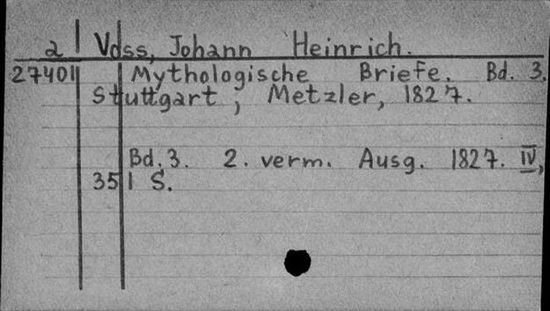 2 Voss, Johann Heinrich.
27401 Mythologische Briefe. Bd. 3.
Stuttgart, Metzler, 1827.
Bd. 3. 2. verm. Ausg. 1827. IV,
351 S.